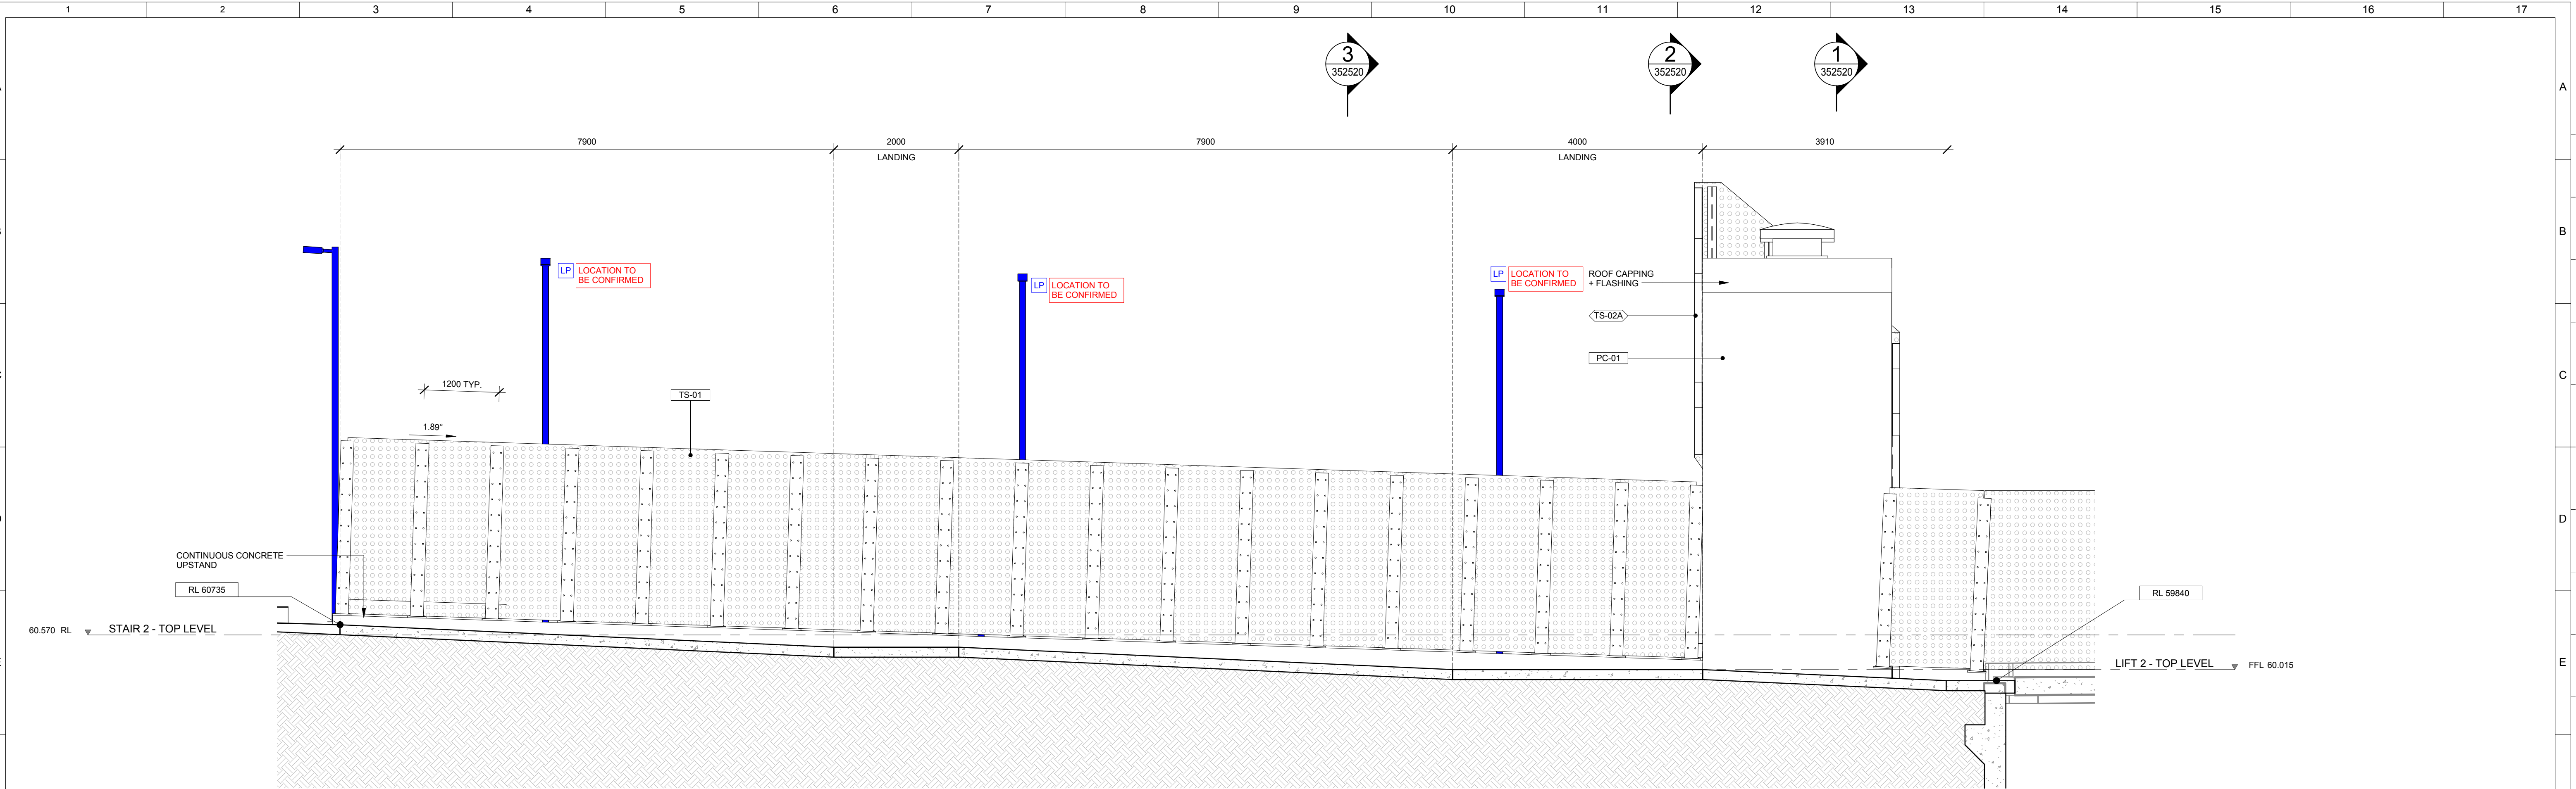 1 2 3 4 5 6 7 8 9 10 11 12 13 14 15 16 17
3
352520
2
352520
1
352520
A
7900 2000 7900 4000 3910
LANDING LANDING
B
LP LOCATION TO
BE CONFIRMED
LP LOCATION TO
BE CONFIRMED
LP LOCATION TO
BE CONFIRMED
ROOF CAPPING
+ FLASHING
TS-02A
PC-01
C
1200 TYP.
TS-01
1.89°
D
CONTINUOUS CONCRETE
UPSTAND
RL 60735
RL 59840
60.570 RL STAIR 2 - TOP LEVEL
E
LIFT 2 - TOP LEVEL FFL 60.015